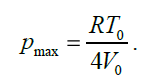 p_max = RT_0 / 4V_0 .